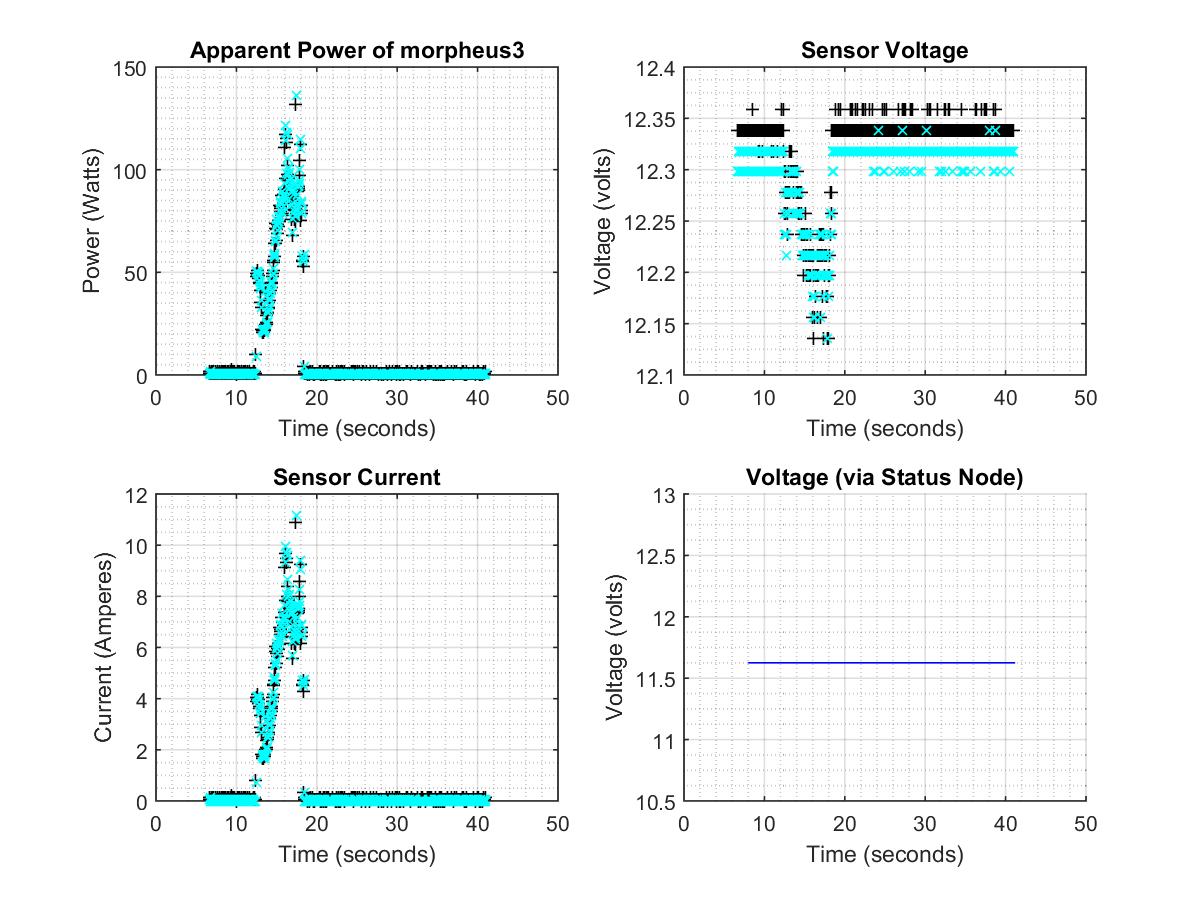 Apparent Power of morpheus3
150
100
50
0
Power (Watts)
0 10 20 30 40 50
Time (seconds)
Sensor Voltage
12.4
12.35
12.3
12.25
12.2
12.15
12.1
Voltage (volts)
0 10 20 30 40 50
Time (seconds)
Sensor Current
12
10
8
6
4
2
0
Current (Amperes)
0 10 20 30 40 50
Time (seconds)
Voltage (via Status Node)
13
12.5
12
11.5
11
10.5
Voltage (volts)
0 10 20 30 40 50
Time (seconds)